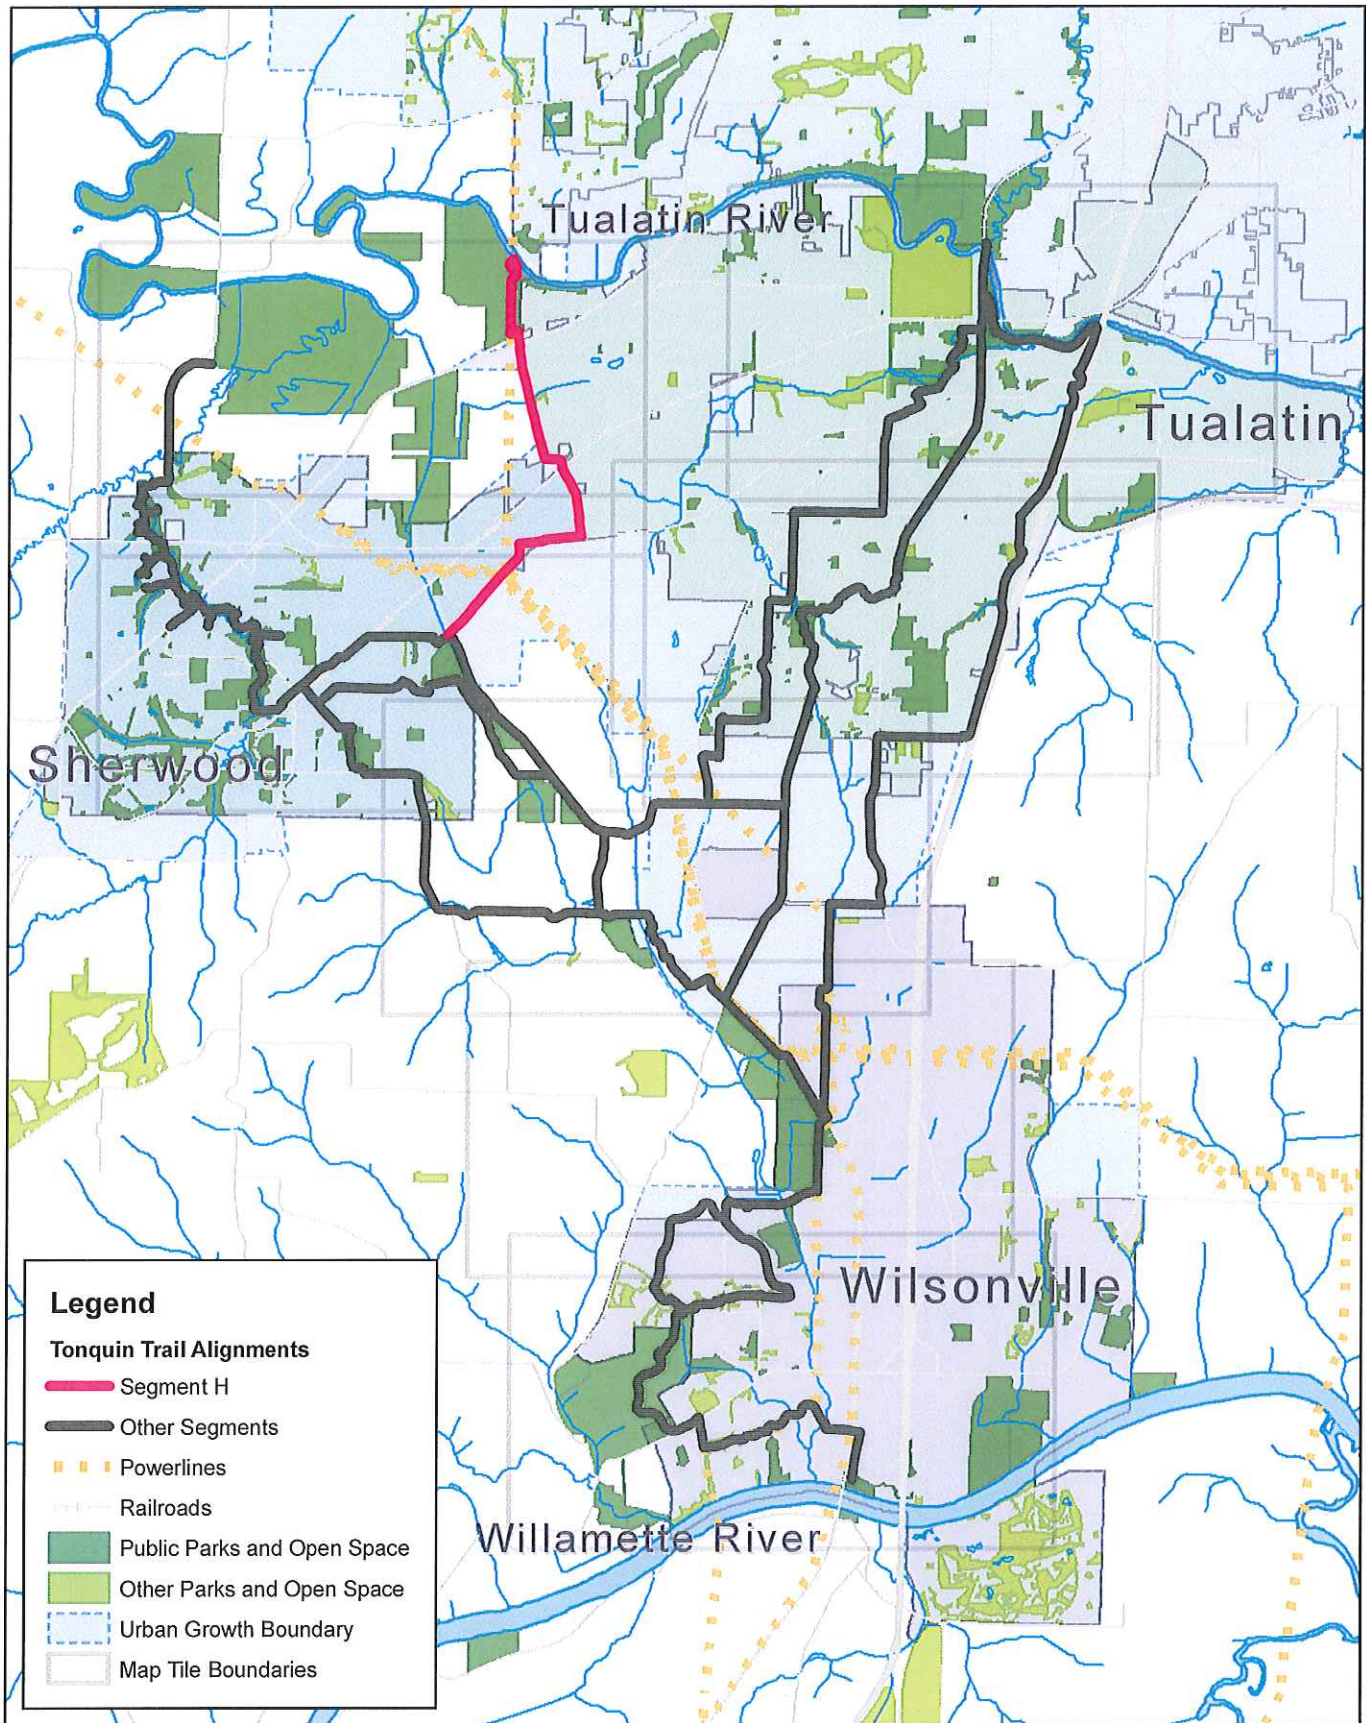 Tualatin River
Tualatin
Sherwood
Wilsonville
Willamette River
Legend
Tonquin Trail Alignments
Segment H
Other Segments
Powerlines
Railroads
Public Parks and Open Space
Other Parks and Open Space
Urban Growth Boundary
Map Tile Boundaries